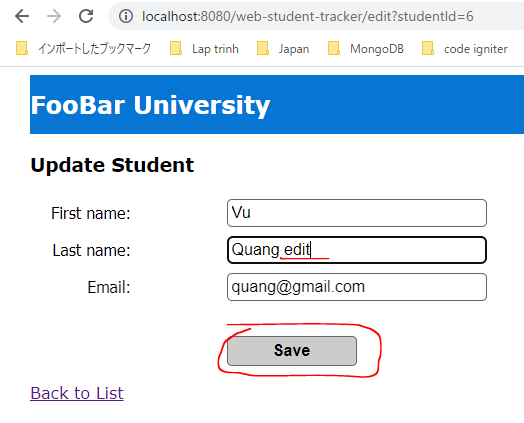 localhost:8080/web-student-tracker/edit?studentId=6
インポートしたブックマーク Lap trinh Japan MongoDB code igniter
FooBar University
Update Student
First name: Vu
Last name: Quang edit
Email: quang@gmail.com
Save
Back to List